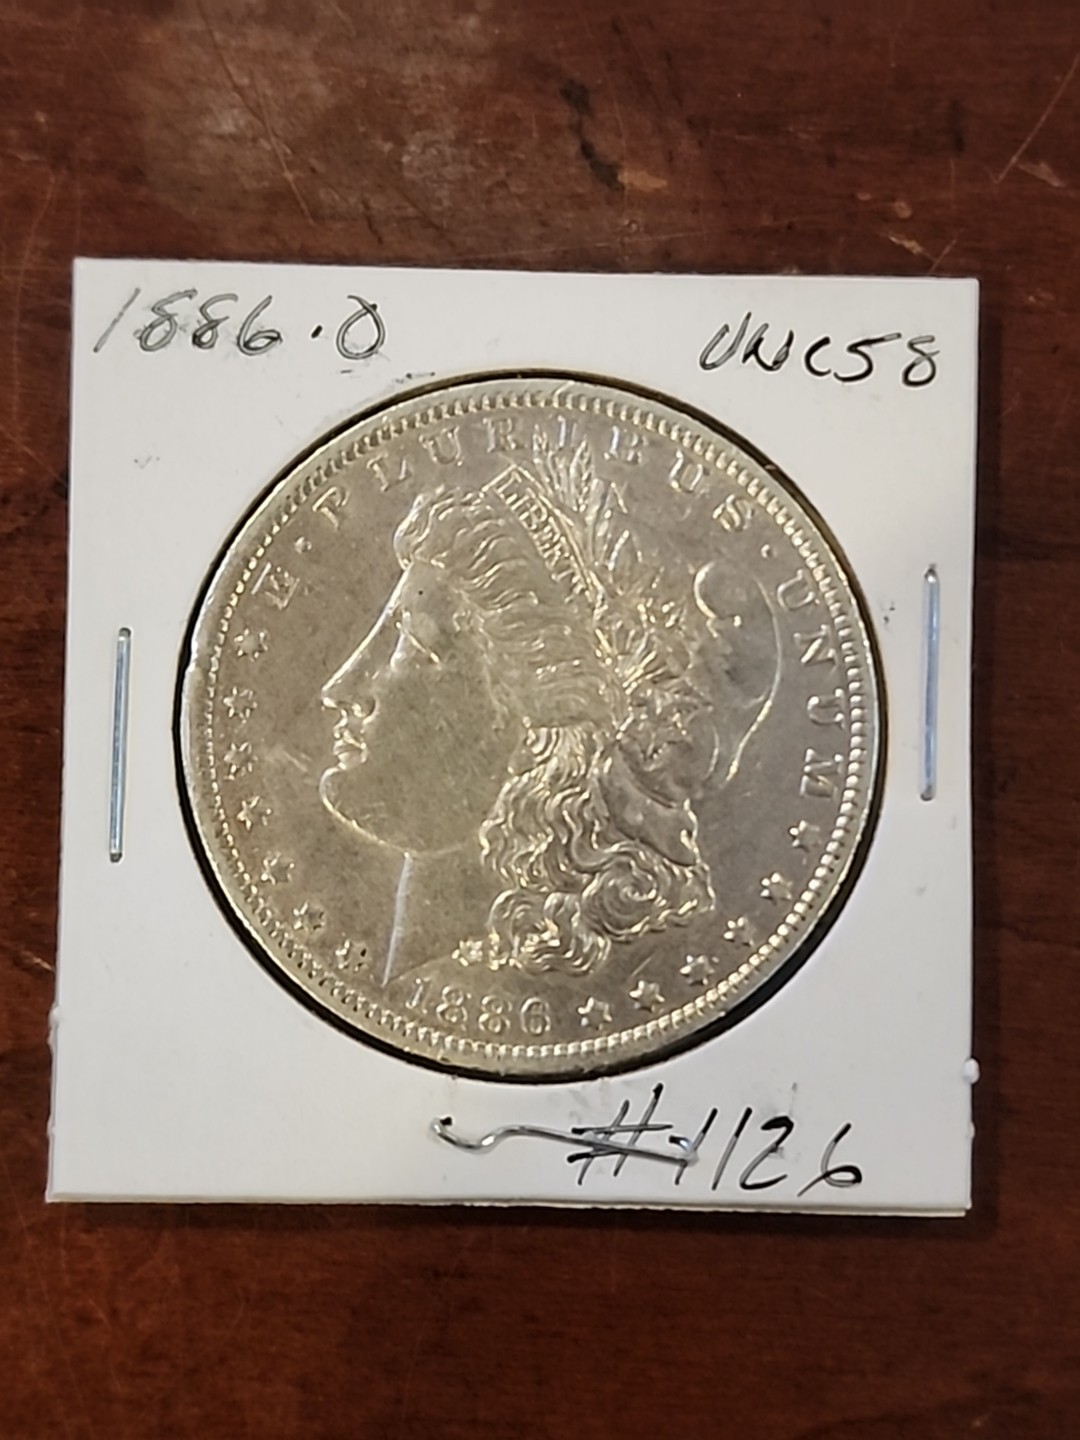 1886.O
UNC58
E · PLURIBUS · UNUM
LIBERTY
1886
#1126